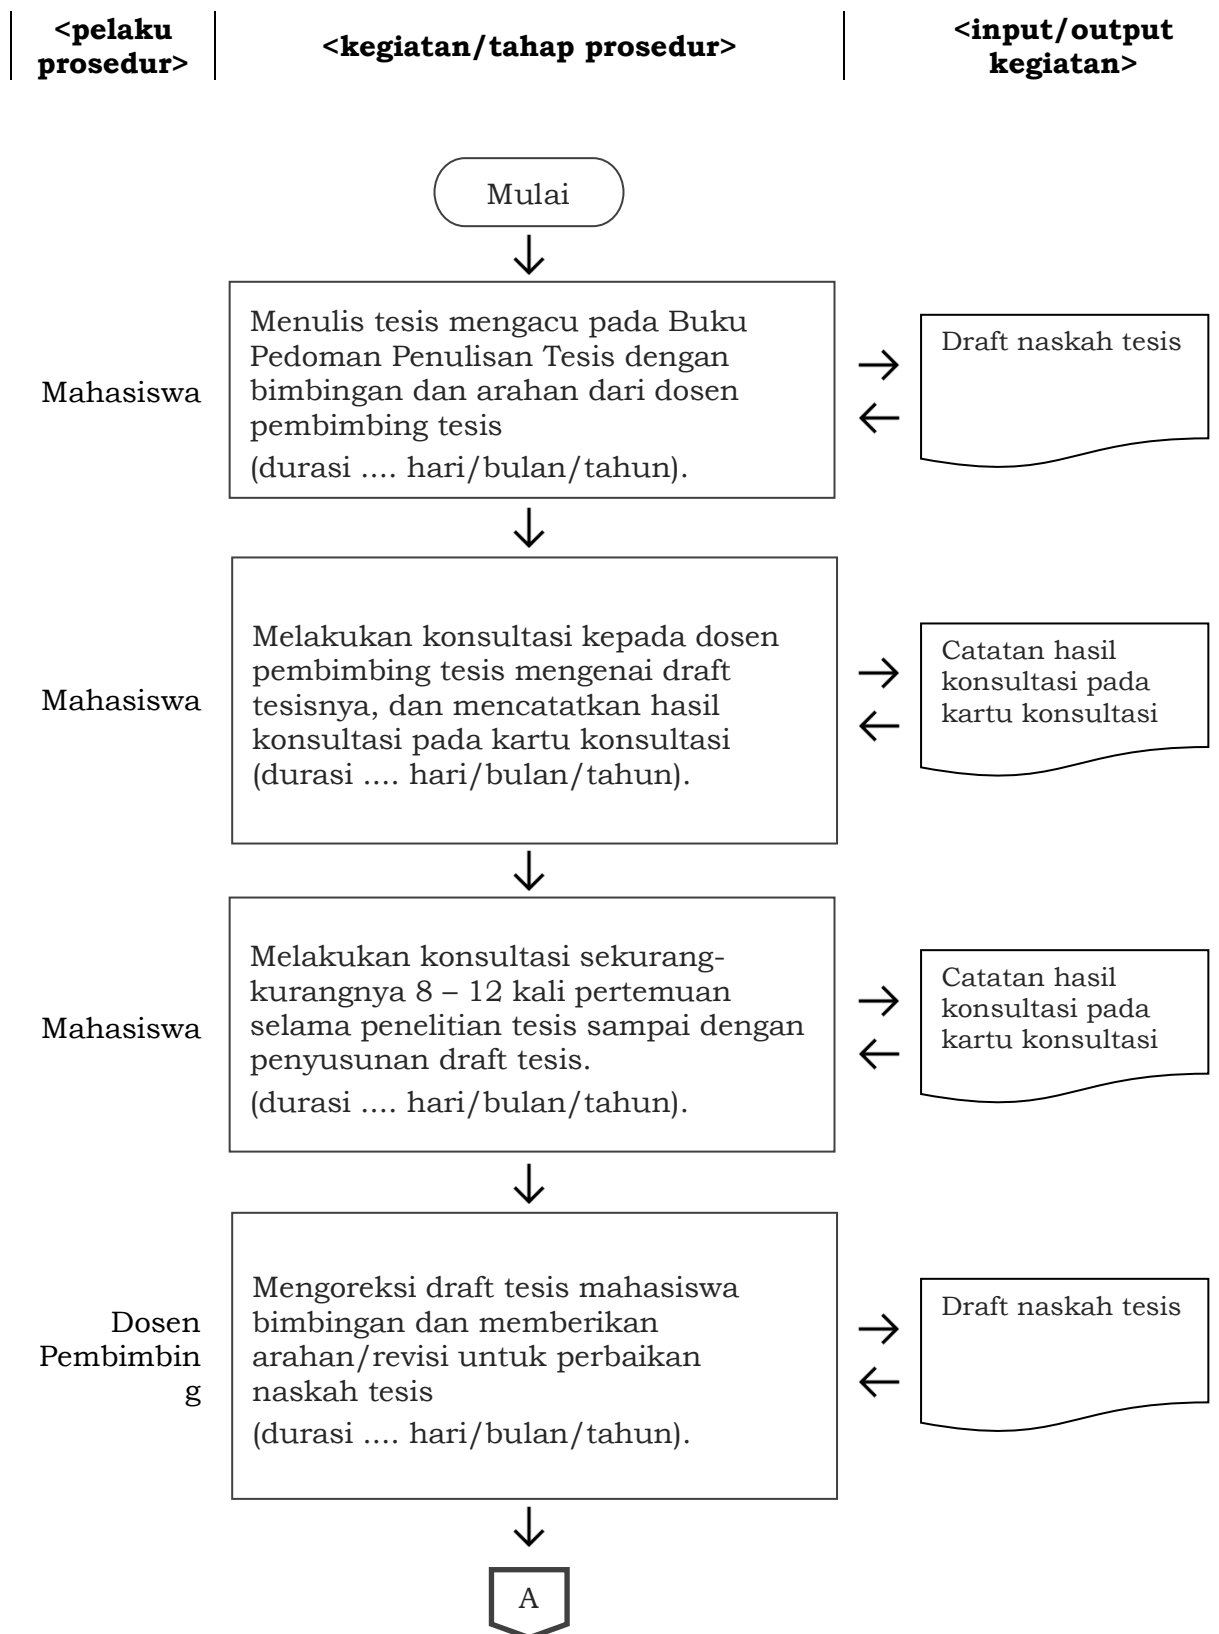 <pelaku
prosedur>
<kegiatan/tahap prosedur>
<input/output
kegiatan>
Mulai
Mahasiswa
Menulis tesis mengacu pada Buku
Pedoman Penulisan Tesis dengan
bimbingan dan arahan dari dosen
pembimbing tesis
(durasi .... hari/bulan/tahun).
Draft naskah tesis
Mahasiswa
Melakukan konsultasi kepada dosen
pembimbing tesis mengenai draft
tesisnya, dan mencatatkan hasil
konsultasi pada kartu konsultasi
(durasi .... hari/bulan/tahun).
Catatan hasil
konsultasi pada
kartu konsultasi
Mahasiswa
Melakukan konsultasi sekurang-
kurangnya 8 – 12 kali pertemuan
selama penelitian tesis sampai dengan
penyusunan draft tesis.
(durasi .... hari/bulan/tahun).
Catatan hasil
konsultasi pada
kartu konsultasi
Dosen
Pembimbin
g
Mengoreksi draft tesis mahasiswa
bimbingan dan memberikan
arahan/revisi untuk perbaikan
naskah tesis
(durasi .... hari/bulan/tahun).
Draft naskah tesis
A